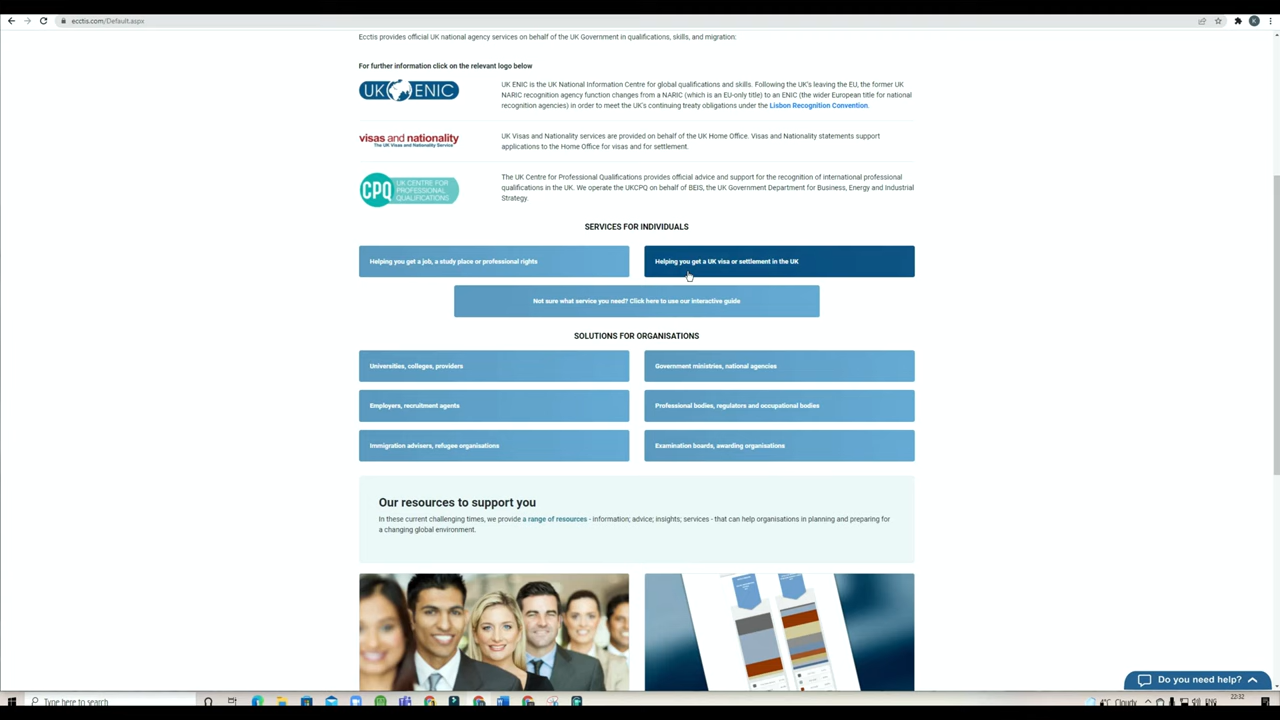 ecctis.com/Default.aspx
K
Ecctis provides official UK national agency services on behalf of the UK Government in qualifications, skills, and migration:
For further information click on the relevant logo below
UK ENIC
UK ENIC is the UK National Information Centre for global qualifications and skills. Following the UK's leaving the EU, the former UK
NARIC recognition agency function changes from a NARIC (which is an EU-only title) to an ENIC (the wider European title for national
recognition agencies) in order to meet the UK's continuing treaty obligations under the Lisbon Recognition Convention.
visas and nationality
The UK Visas and Nationality Service
UK Visas and Nationality services are provided on behalf of the UK Home Office. Visas and Nationality statements support
applications to the Home Office for visas and for settlement.
CPQ
UK CENTRE FOR
PROFESSIONAL
QUALIFICATIONS
The UK Centre for Professional Qualifications provides official advice and support for the recognition of international professional
qualifications in the UK. We operate the UKCPQ on behalf of BEIS, the UK Government Department for Business, Energy and Industrial
Strategy.
SERVICES FOR INDIVIDUALS
Helping you get a job, a study place or professional rights
Helping you get a UK visa or settlement in the UK
Not sure what service you need? Click here to use our interactive guide
SOLUTIONS FOR ORGANISATIONS
Universities, colleges, providers
Government ministries, national agencies
Employers, recruitment agents
Professional bodies, regulators and occupational bodies
Immigration advisers, refugee organisations
Examination boards, awarding organisations
Our resources to support you
In these current challenging times, we provide a range of resources - information; advice; insights; services - that can help organisations in planning and preparing for
a changing global environment.
Do you need help?
Type here to search
4°C Cloudy
ENG
22:32